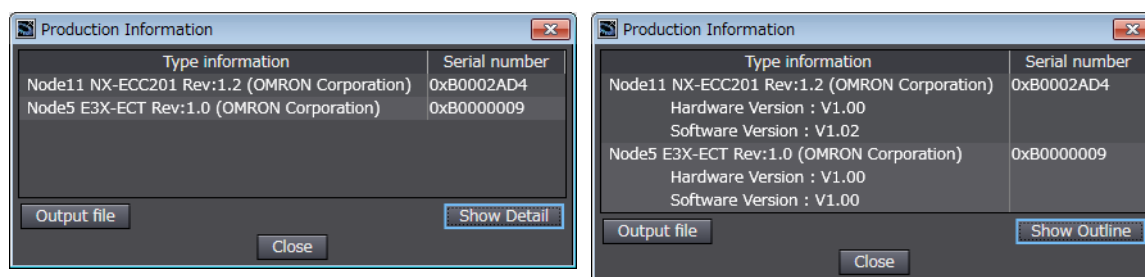 Production Information
Type information Serial number
Node11 NX-ECC201 Rev:1.2 (OMRON Corporation) 0xB0002AD4
Node5 E3X-ECT Rev:1.0 (OMRON Corporation) 0xB0000009
Output file Show Detail
Close
Production Information
Type information Serial number
Node11 NX-ECC201 Rev:1.2 (OMRON Corporation) 0xB0002AD4
Hardware Version : V1.00
Software Version : V1.02
Node5 E3X-ECT Rev:1.0 (OMRON Corporation) 0xB0000009
Hardware Version : V1.00
Software Version : V1.00
Output file Show Outline
Close